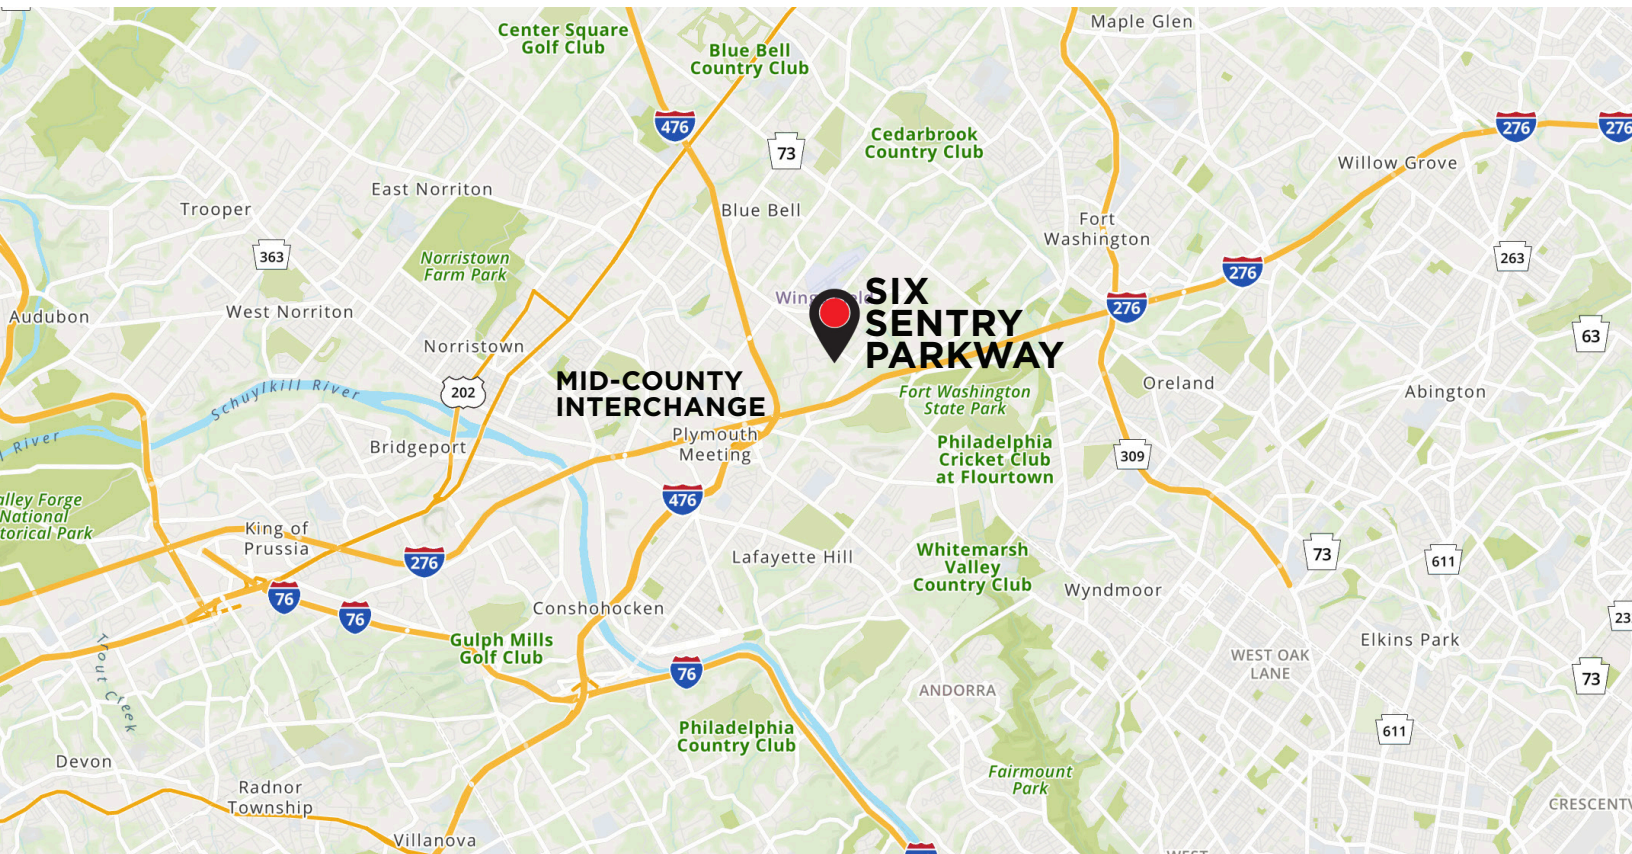 Maple Glen
Center Square
Golf Club
Blue Bell
Country Club
476
276
276
73
Cedarbrook
Country Club
Willow Grove
East Norriton
Trooper
Blue Bell
Fort
Washington
363
Norristown
Farm Park
263
276
SIX
SENTRY
PARKWAY
276
Audubon
West Norriton
63
Norristown
MID-COUNTY
INTERCHANGE
202
Schuylkill River
Fort Washington
State Park
Oreland
Abington
River
Bridgeport
Plymouth
Meeting
Philadelphia
Cricket Club
at Flourtown
309
476
alley Forge
National
torical Park
King of
Prussia
276
Lafayette Hill
Whitemarsh
Valley
Country Club
73
611
76
76
Conshohocken
Wyndmoor
23
Gulph Mills
Golf Club
Elkins Park
76
WEST OAK
LANE
73
Trout Creek
ANDORRA
Philadelphia
Country Club
611
Devon
Fairmount
Park
Radnor
Township
CRESCENTV
Villanova